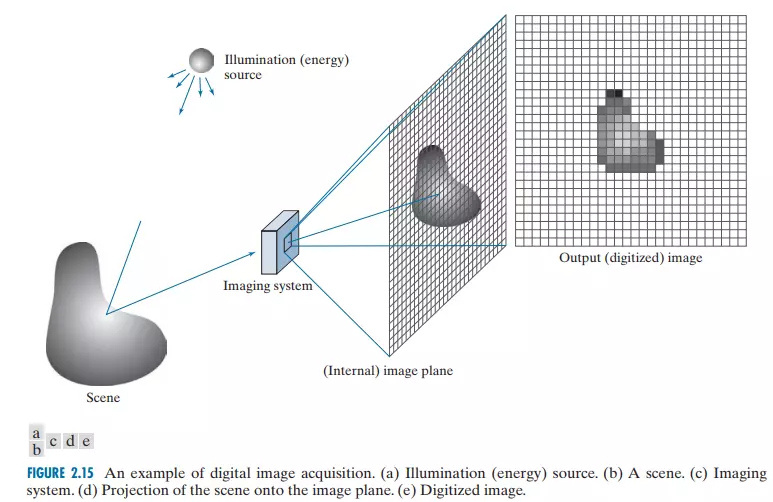 Illumination (energy)
source
Output (digitized) image
Imaging system
(Internal) image plane
Scene
a
b c d e
FIGURE 2.15 An example of digital image acquisition. (a) Illumination (energy) source. (b) A scene. (c) Imaging
system. (d) Projection of the scene onto the image plane. (e) Digitized image.